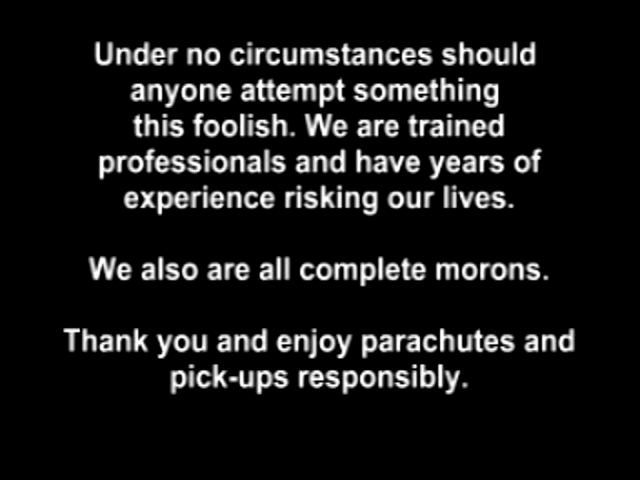 Under no circumstances should
anyone attempt something
this foolish. We are trained
professionals and have years of
experience risking our lives.
We also are all complete morons.
Thank you and enjoy parachutes and
pick-ups responsibly.